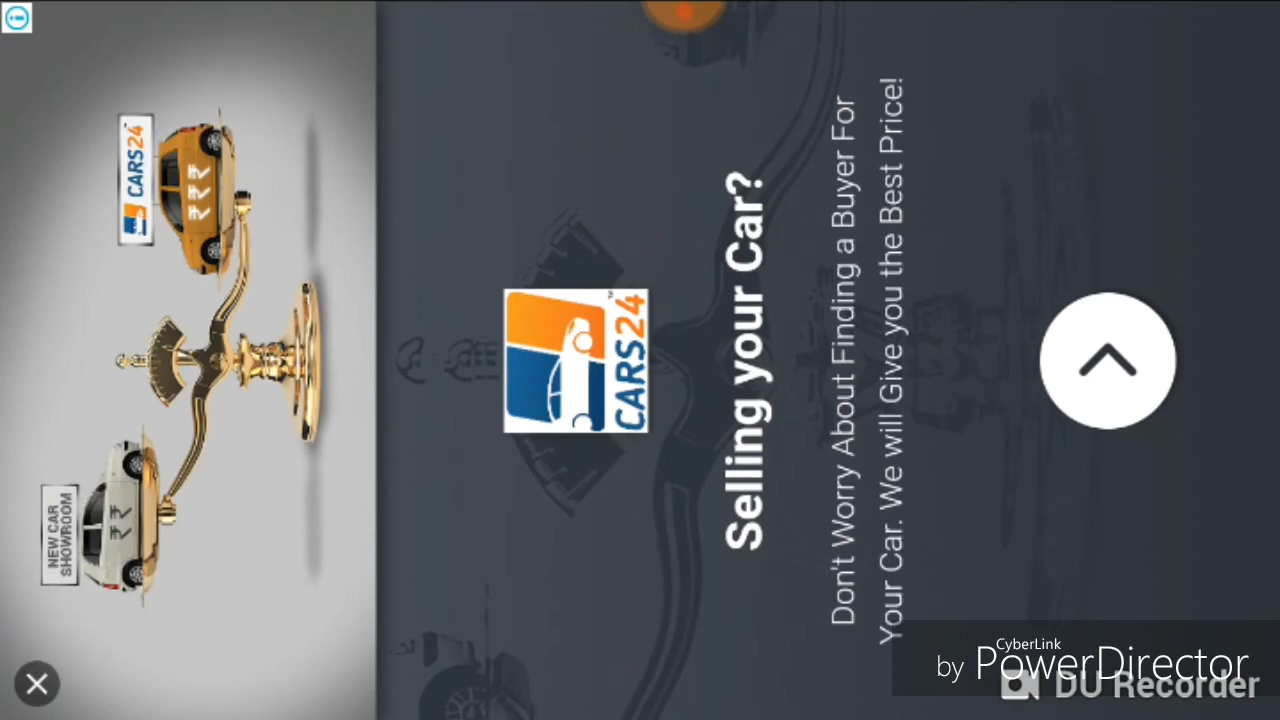 NEW CAR
SHOWROOM
₹₹
CARS24
₹₹₹
CARS24™
Selling your Car?
Don't Worry About Finding a Buyer For
Your Car. We will Give you the Best Price!
CyberLink
by PowerDirector
DU Recorder